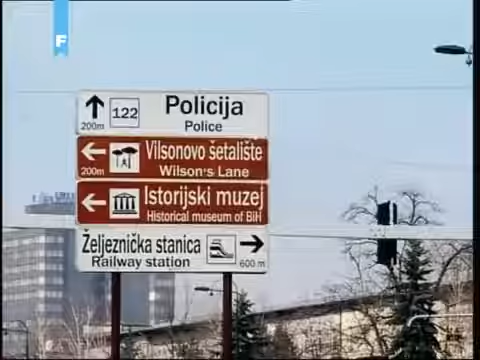 F
122
Policija
200m
Police
Vilsonovo šetalište
200m
Wilson's Lane
Istorijski muzej
Historical museum of BiH
Željeznička stanica
Railway station
600 m